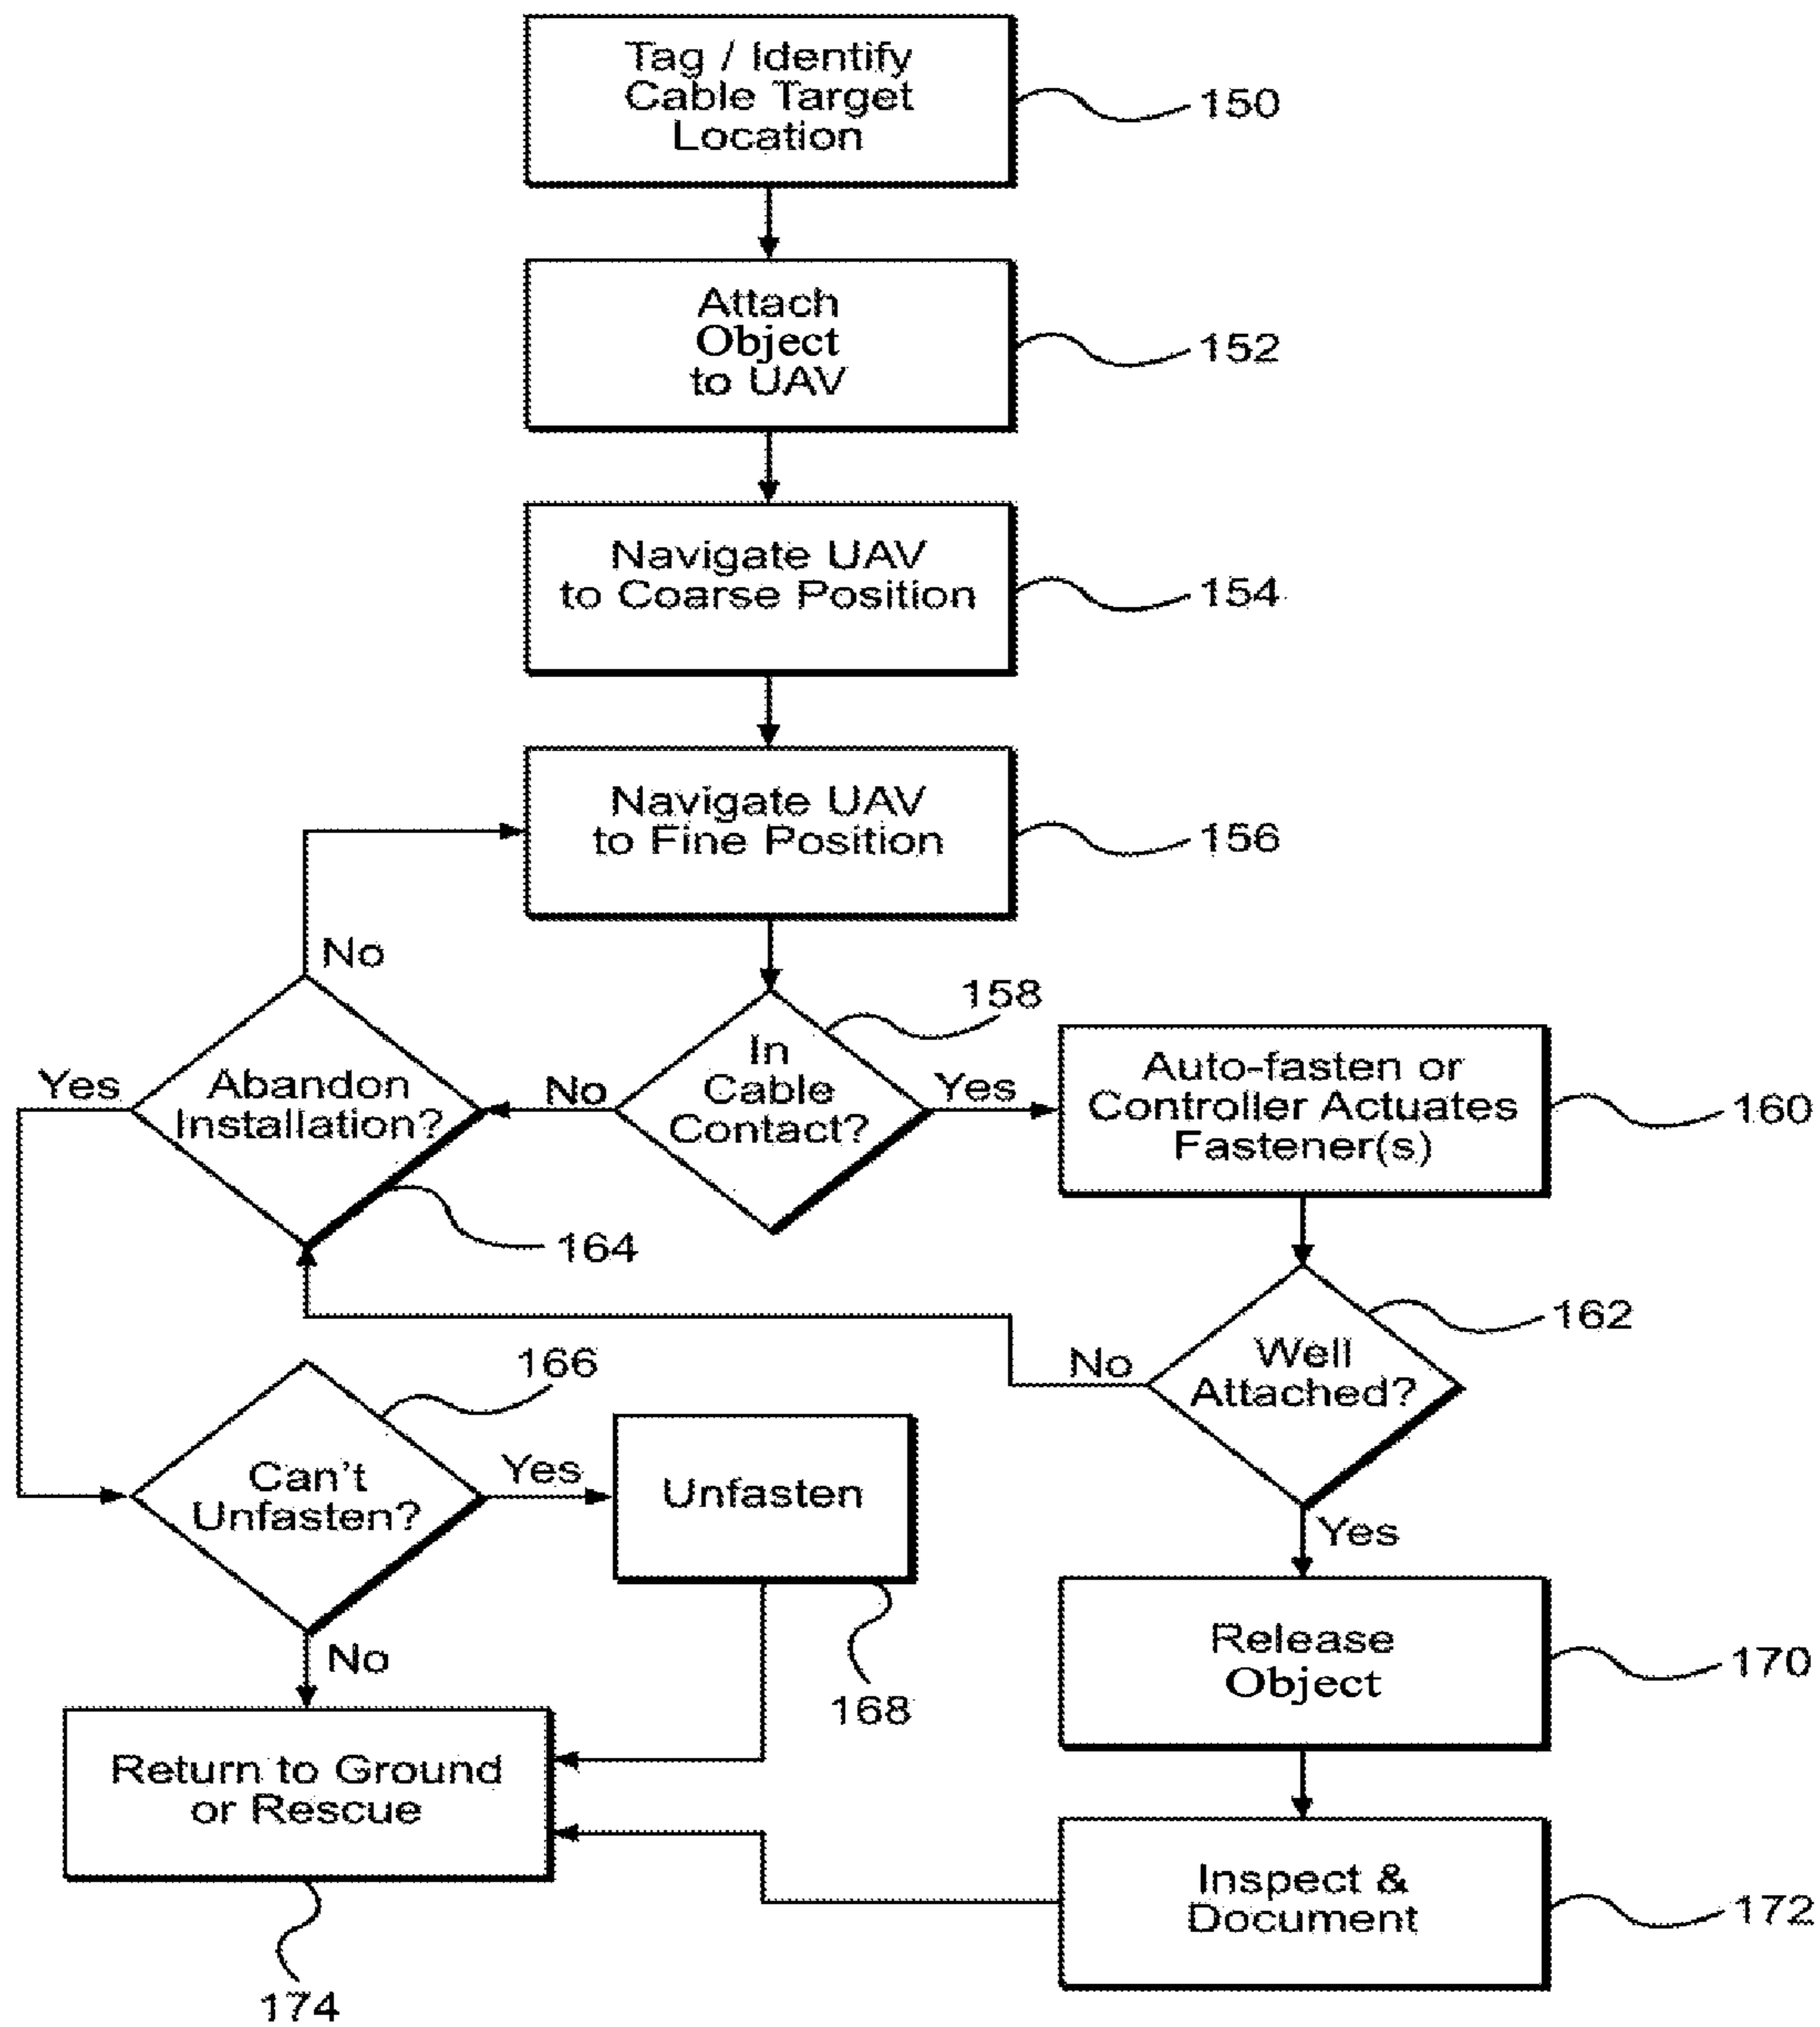 Tag / Identify
Cable Target
Location
150
Attach
Object
to UAV
152
Navigate UAV
to Coarse Position
154
Navigate UAV
to Fine Position
156
No
158
Yes
Abandon
Installation?
No
In
Cable
Contact?
Yes
Auto-fasten or
Controller Actuates
Fastener(s)
160
164
162
No
Well
Attached?
166
Can't
Unfasten?
Yes
Unfasten
Yes
No
168
Release
Object
170
Return to Ground
or Rescue
Inspect &
Document
172
174